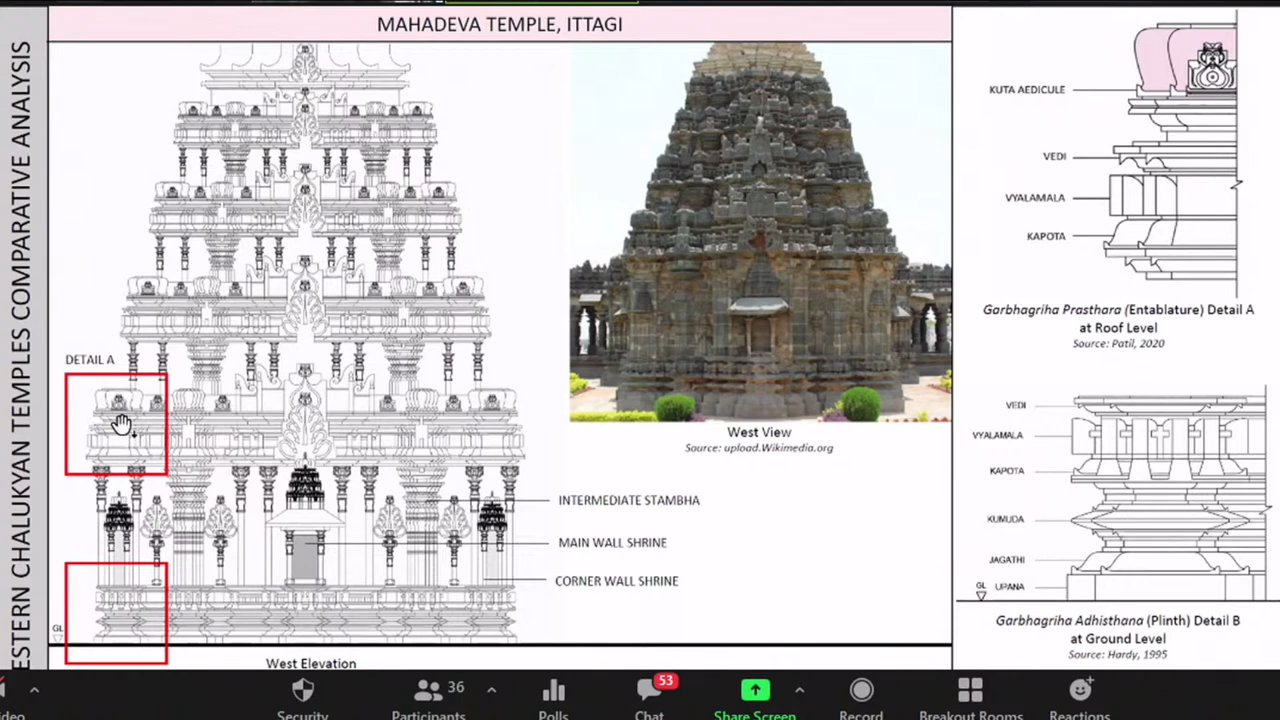 ESTERN CHALUKYAN TEMPLES COMPARATIVE ANALYSIS
MAHADEVA TEMPLE, ITTAGI
DETAIL A
GL
West Elevation
West View
Source: upload.Wikimedia.org
INTERMEDIATE STAMBHA
MAIN WALL SHRINE
CORNER WALL SHRINE
KUTA AEDICULE
VEDI
VYALAMALA
KAPOTA
Garbhagriha Prasthara (Entablature) Detail A
at Roof Level
Source: Patil, 2020
VEDI
VYALAMALA
KAPOTA
KUMUDA
JAGATHI
GL
UPANA
Garbhagriha Adhisthana (Plinth) Detail B
at Ground Level
Source: Hardy, 1995
ideo
Security
36
Participants
Polls
53
Chat
Share Screen
Record
Breakout Rooms
Reactions